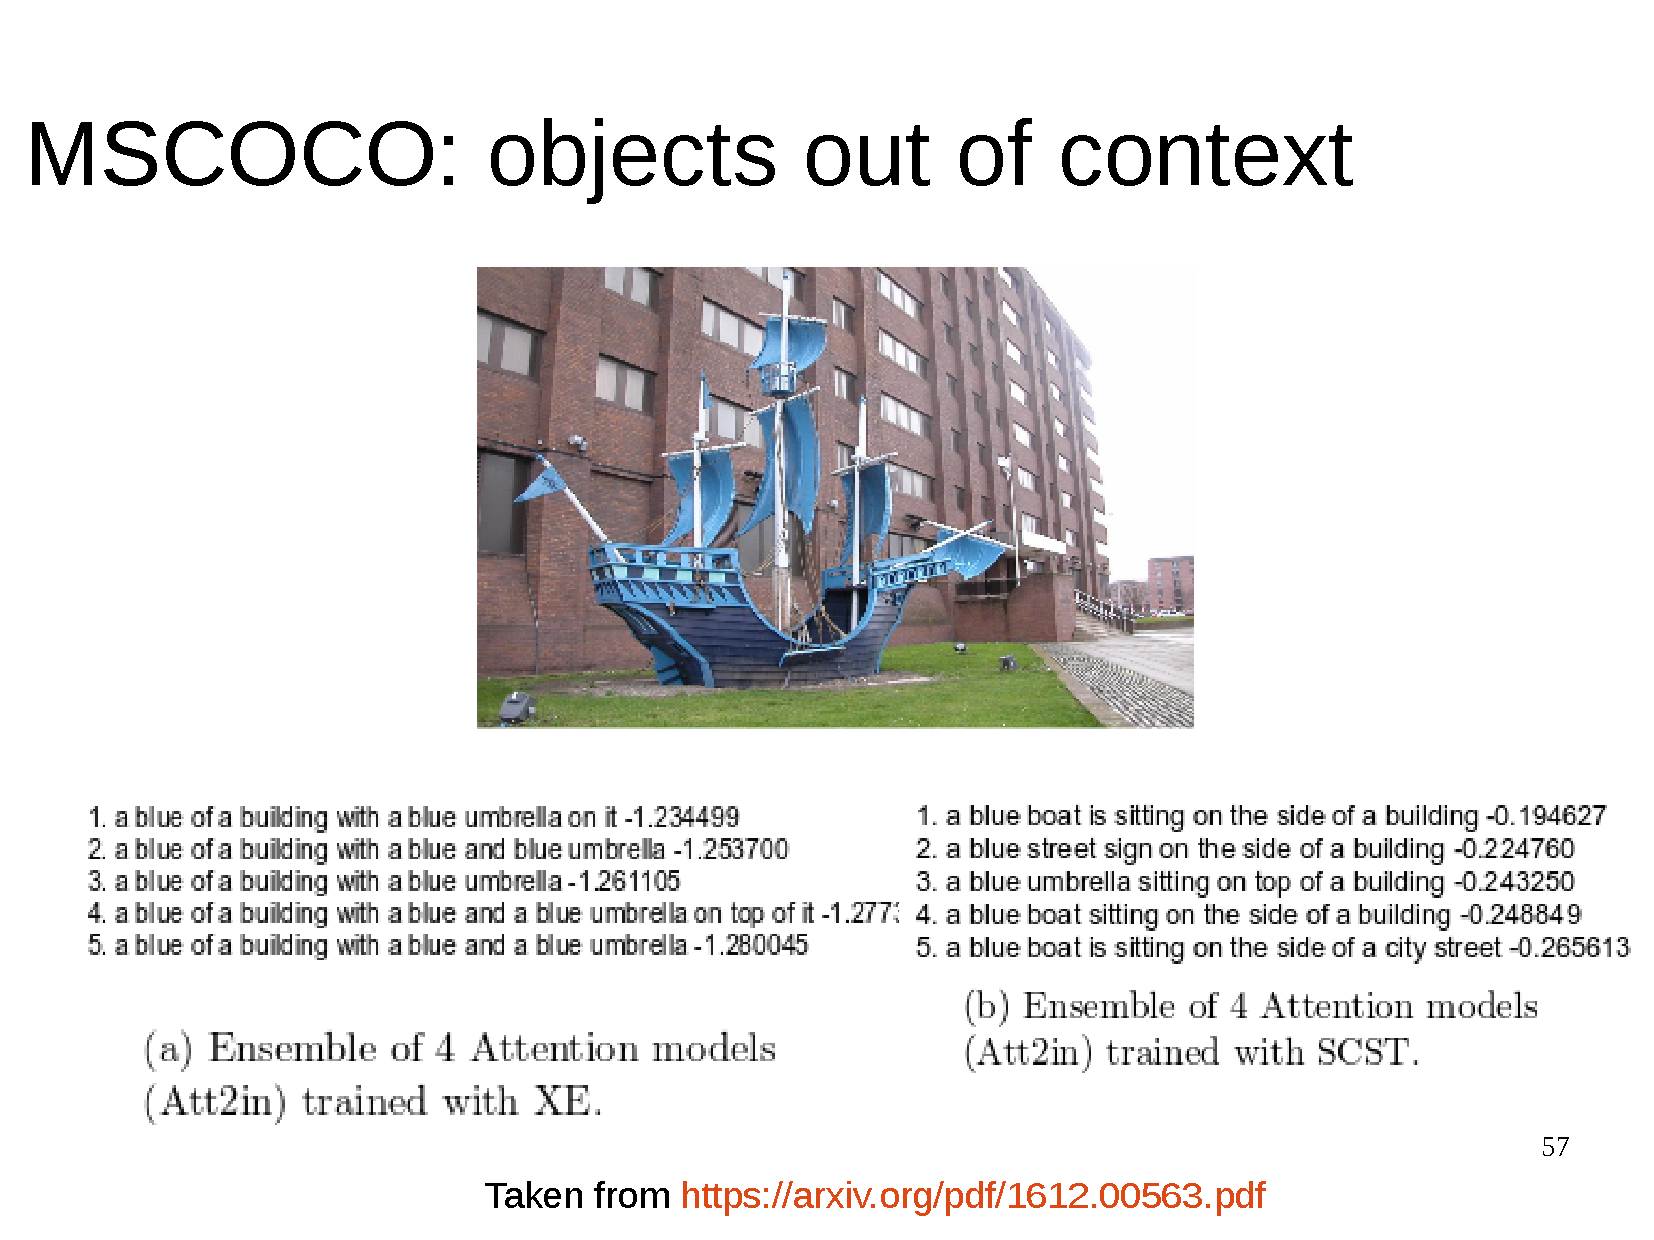 MSCOCO: objects out of context
1. a blue of a building with a blue umbrella on it -1.234499
2. a blue of a building with a blue and blue umbrella -1.253700
3. a blue of a building with a blue umbrella -1.261105
4. a blue of a building with a blue and a blue umbrella on top of it
5. a blue of a building with a blue and a blue umbrella -1.280045
(a) Ensemble of 4 Attention models
(Att2in) trained with XE.
1. a blue boat is sitting on the side of a building -0.194627
2. a blue street sign on the side of a building -0.224760
3. a blue umbrella sitting on top of a building -0.243250
4. a blue boat sitting on the side of a building -0.248849
5. a blue boat is sitting on the side of a city street -0.265613
(b) Ensemble of 4 Attention models
(Att2in) trained with SCST.
57
Taken from https://arxiv.org/pdf/1612.00563.pdf